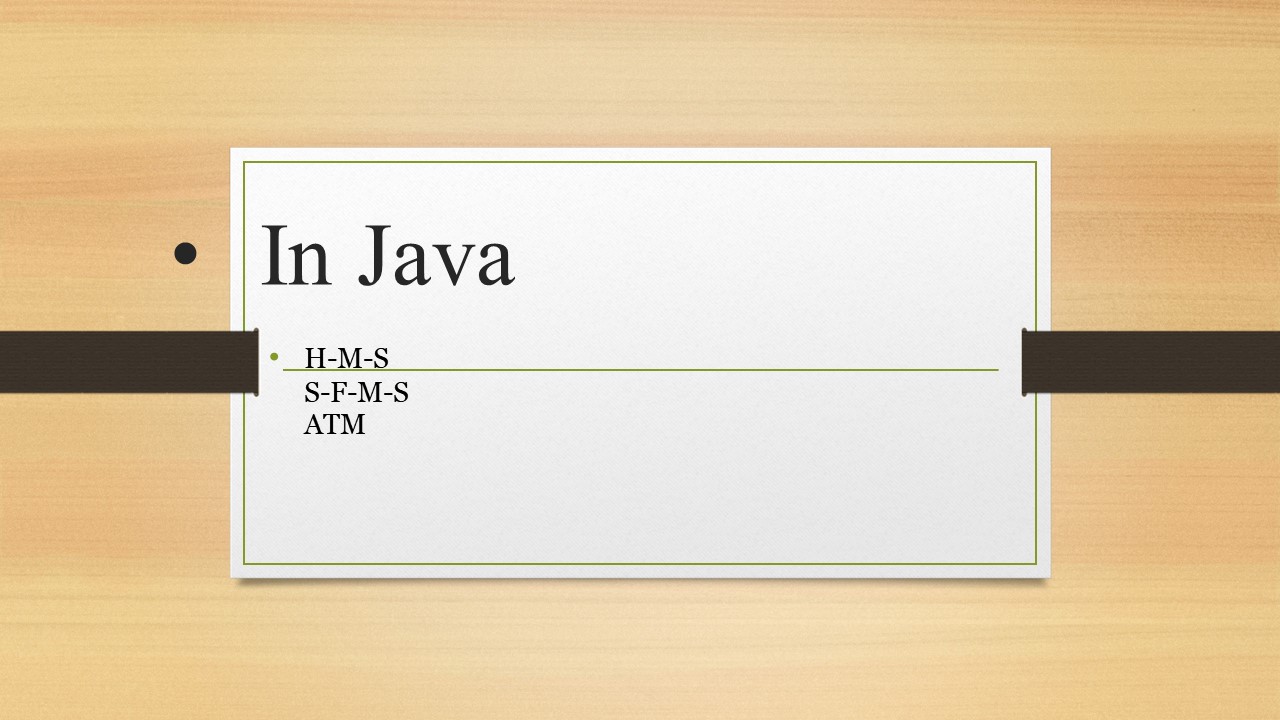 • In Java
• H-M-S
S-F-M-S
ATM